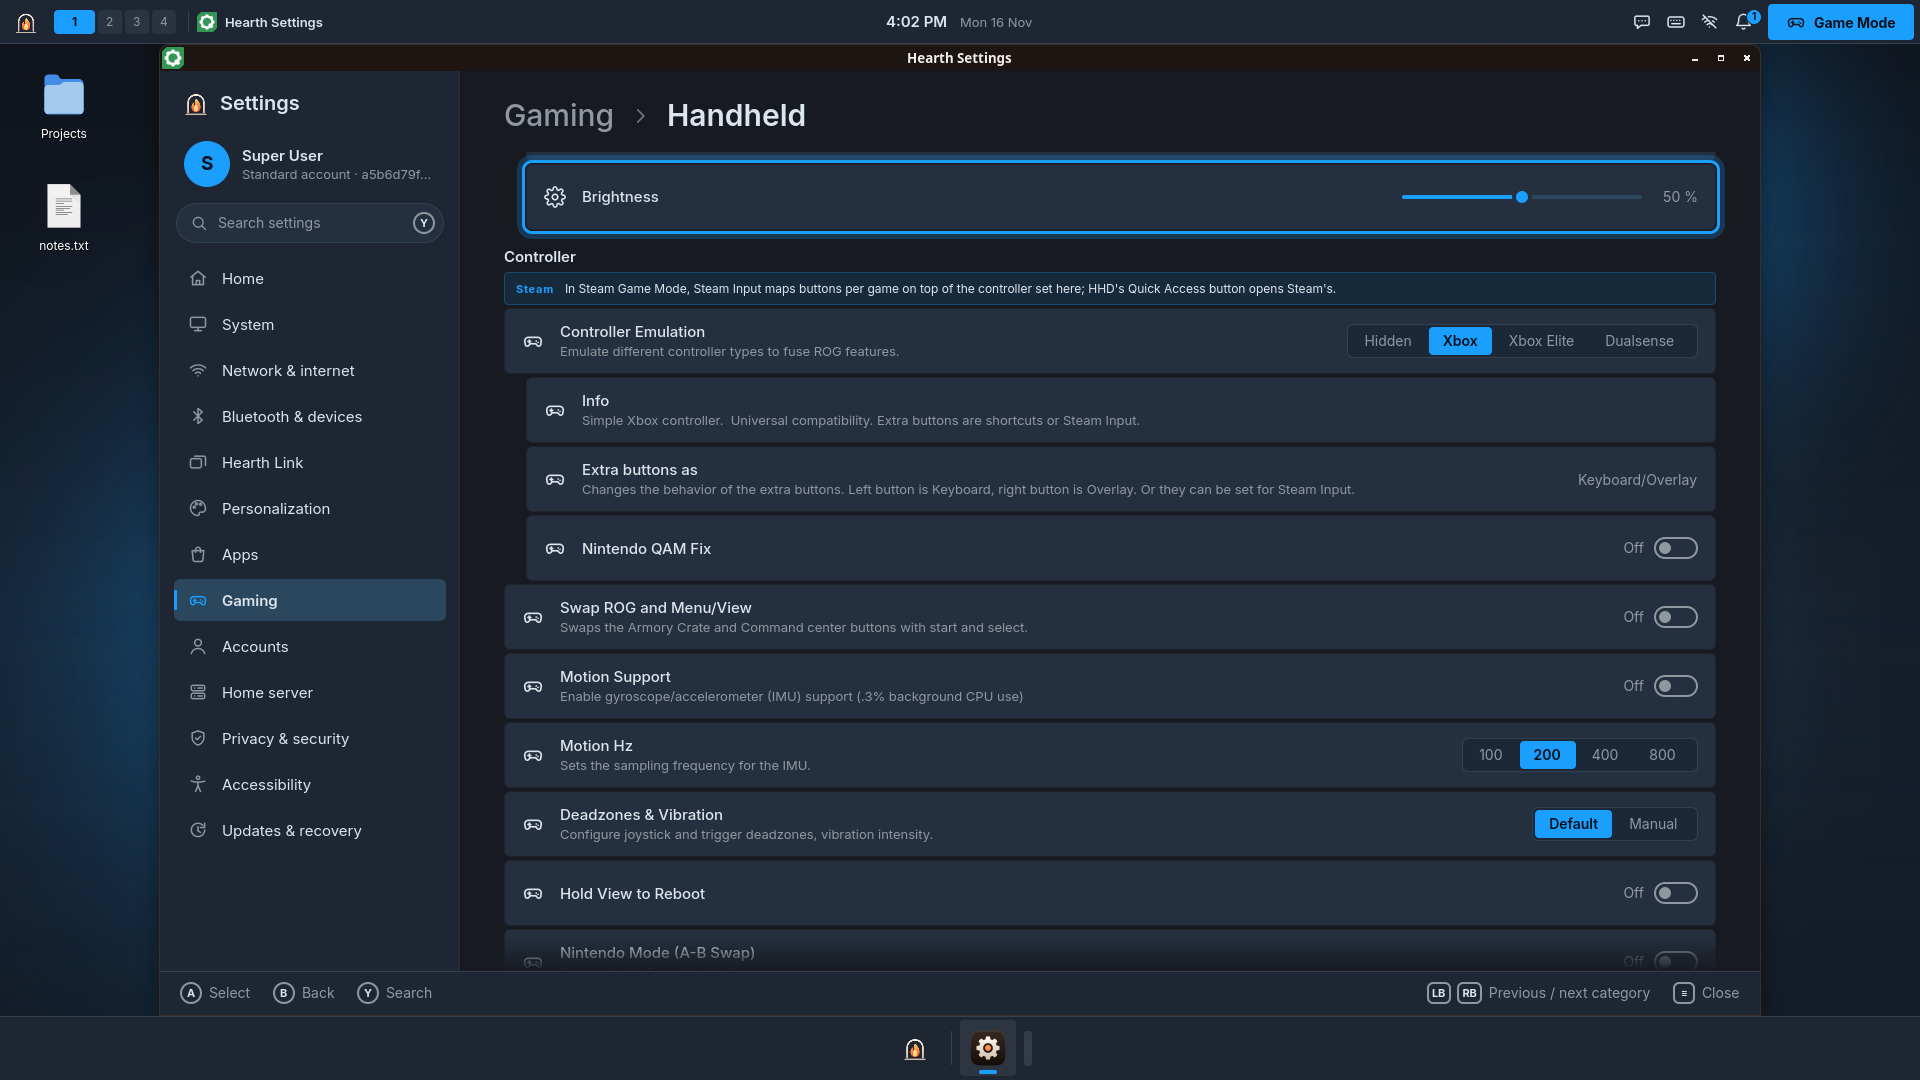 1
2
3
4
Hearth Settings
4:02 PM
Mon 16 Nov
1
Game Mode
Hearth Settings
Projects
notes.txt
Settings
S
Super User
Standard account · a5b6d79f...
Search settings
Y
Home
System
Network & internet
Bluetooth & devices
Hearth Link
Personalization
Apps
Gaming
Accounts
Home server
Privacy & security
Accessibility
Updates & recovery
Gaming > Handheld
Brightness
50 %
Controller
Steam In Steam Game Mode, Steam Input maps buttons per game on top of the controller set here; HHD's Quick Access button opens Steam's.
Controller Emulation
Emulate different controller types to fuse ROG features.
Hidden Xbox Xbox Elite Dualsense
Info
Simple Xbox controller.  Universal compatibility. Extra buttons are shortcuts or Steam Input.
Extra buttons as
Changes the behavior of the extra buttons. Left button is Keyboard, right button is Overlay. Or they can be set for Steam Input.
Keyboard/Overlay
Nintendo QAM Fix
Off
Swap ROG and Menu/View
Swaps the Armory Crate and Command center buttons with start and select.
Off
Motion Support
Enable gyroscope/accelerometer (IMU) support (.3% background CPU use)
Off
Motion Hz
Sets the sampling frequency for the IMU.
100 200 400 800
Deadzones & Vibration
Configure joystick and trigger deadzones, vibration intensity.
Default Manual
Hold View to Reboot
Off
Nintendo Mode (A-B Swap)
Off
A Select B Back Y Search
LB RB Previous / next category
Close